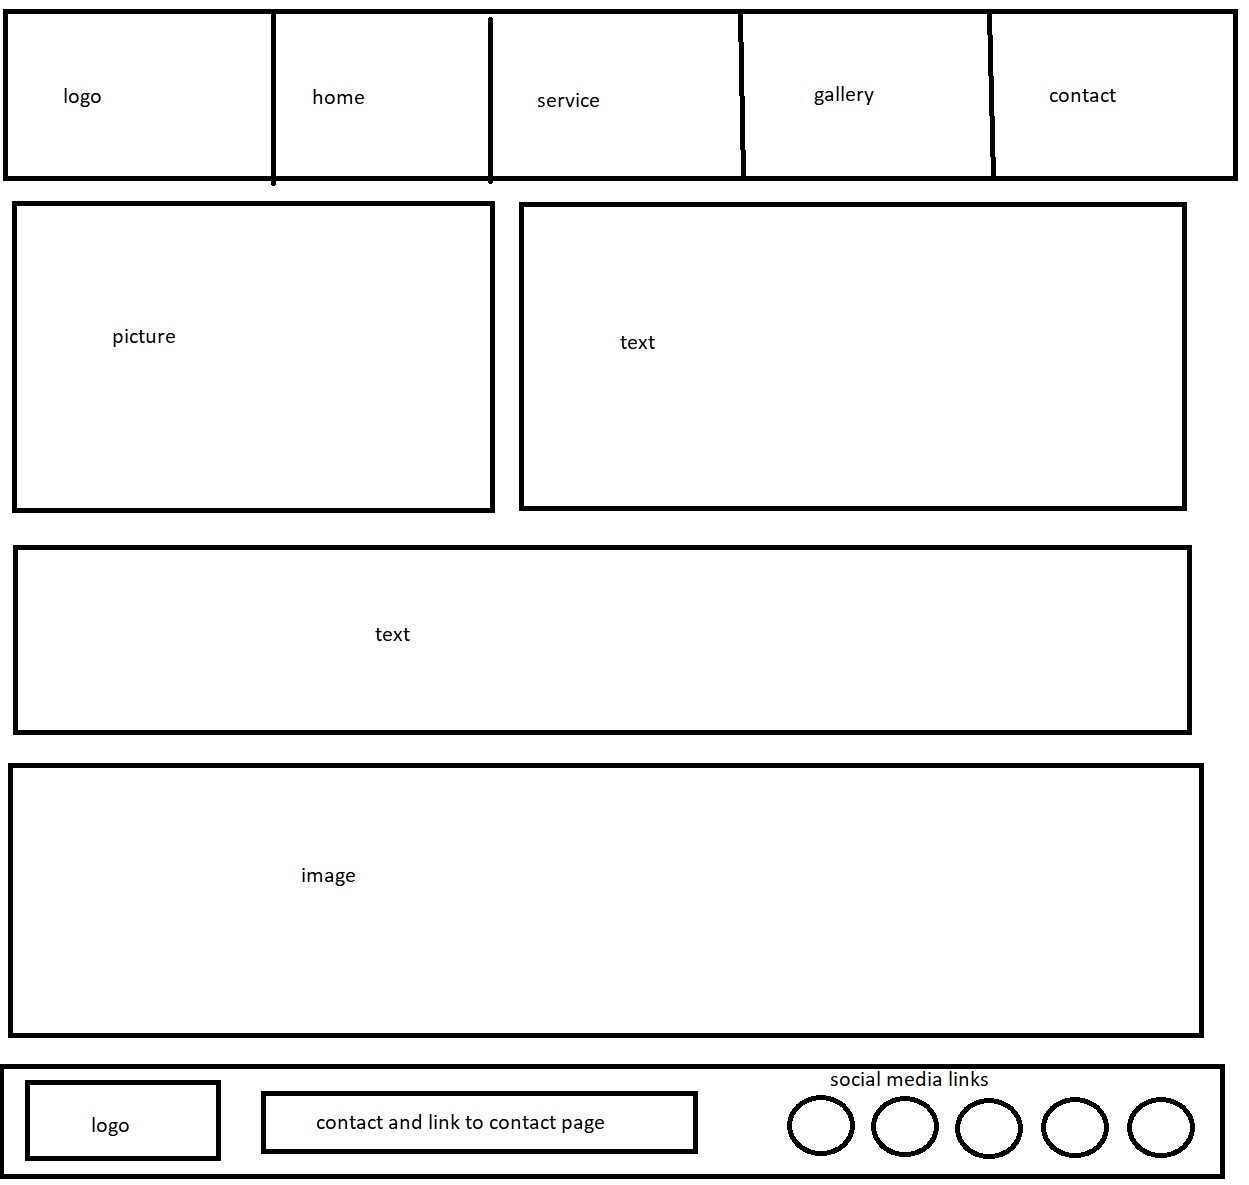 logo
home
service
gallery
contact
picture
text
text
image
social media links
logo
contact and link to contact page